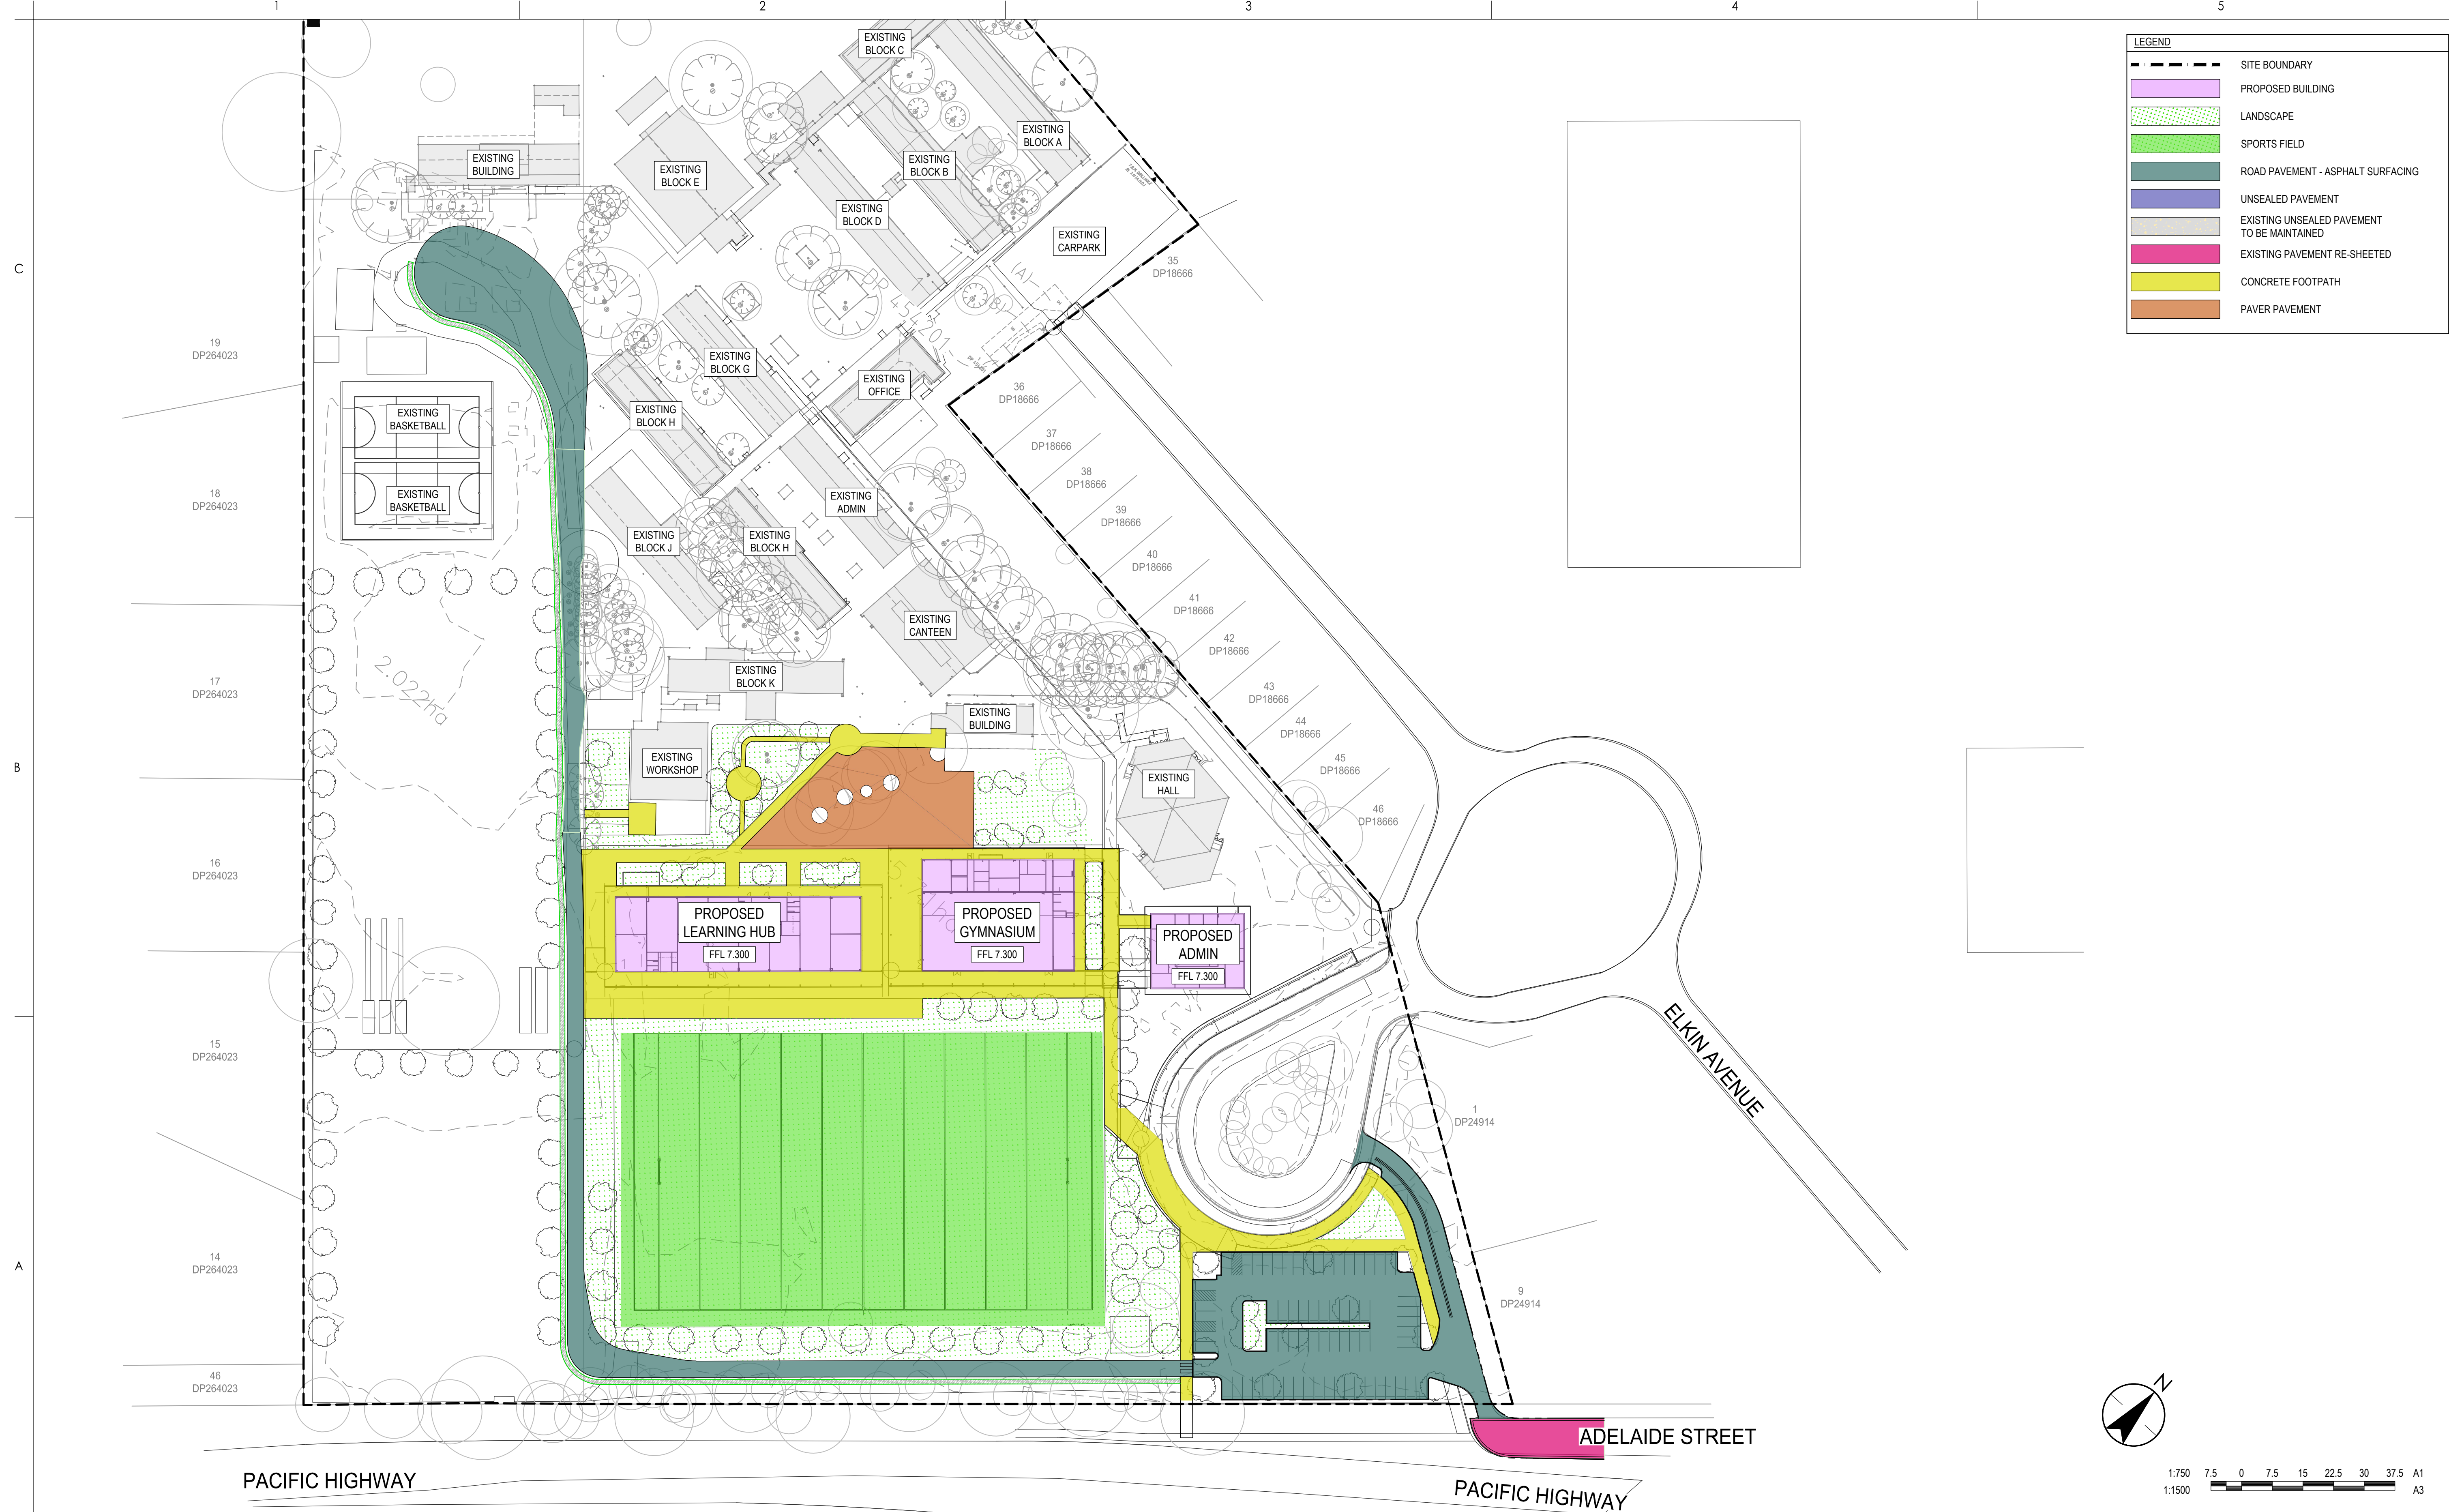 1
2
3
4
5
C
B
A
LEGEND
SITE BOUNDARY
PROPOSED BUILDING
LANDSCAPE
SPORTS FIELD
ROAD PAVEMENT - ASPHALT SURFACING
UNSEALED PAVEMENT
EXISTING UNSEALED PAVEMENT
TO BE MAINTAINED
EXISTING PAVEMENT RE-SHEETED
CONCRETE FOOTPATH
PAVER PAVEMENT
EXISTING
BLOCK C
EXISTING
BLOCK A
EXISTING
BUILDING
EXISTING
BLOCK E
EXISTING
BLOCK B
EXISTING
BLOCK D
EXISTING
CARPARK
35
DP18666
(A)
19
DP264023
EXISTING
BLOCK G
EXISTING
OFFICE
36
DP18666
EXISTING
BASKETBALL
EXISTING
BLOCK H
37
DP18666
38
DP18666
18
DP264023
EXISTING
BASKETBALL
EXISTING
ADMIN
39
DP18666
EXISTING
BLOCK J
EXISTING
BLOCK H
40
DP18666
41
DP18666
EXISTING
CANTEEN
42
DP18666
17
DP264023
2.022ha
EXISTING
BLOCK K
43
DP18666
EXISTING
BUILDING
44
DP18666
EXISTING
WORKSHOP
45
DP18666
EXISTING
HALL
46
DP18666
16
DP264023
PROPOSED
LEARNING HUB
FFL 7.300
PROPOSED
GYMNASIUM
FFL 7.300
PROPOSED
ADMIN
FFL 7.300
15
DP264023
ELKIN AVENUE
1
DP24914
14
DP264023
9
DP24914
46
DP264023
ADELAIDE STREET
PACIFIC HIGHWAY
PACIFIC HIGHWAY
N
1:750 7.5 0 7.5 15 22.5 30 37.5 A1
1:1500 A3